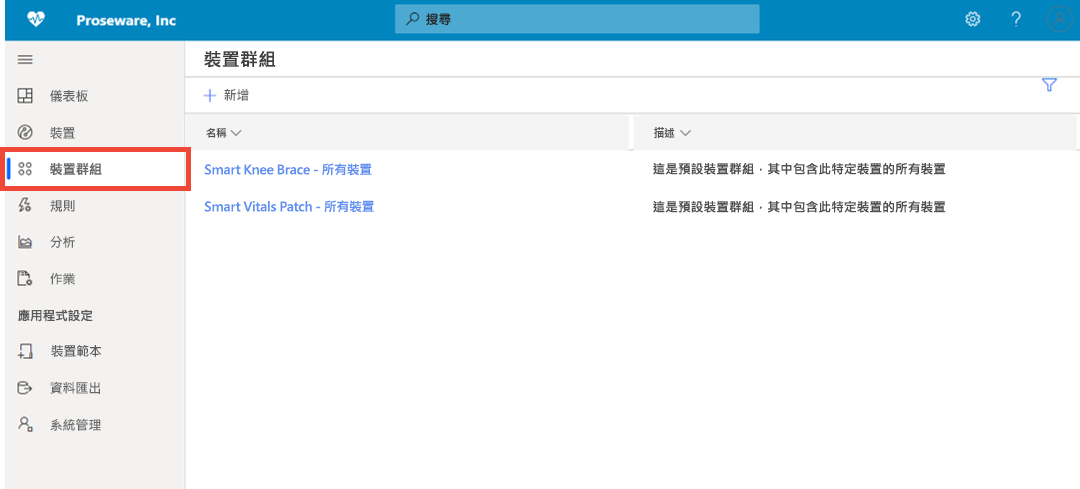 Proseware, Inc
搜尋
?
裝置群組
新增
儀表板
裝置
裝置群組
規則
分析
作業
應用程式設定
裝置範本
資料匯出
系統管理
名稱
描述
Smart Knee Brace - 所有裝置
這是預設裝置群組，其中包含此特定裝置的所有裝置
Smart Vitals Patch - 所有裝置
這是預設裝置群組，其中包含此特定裝置的所有裝置